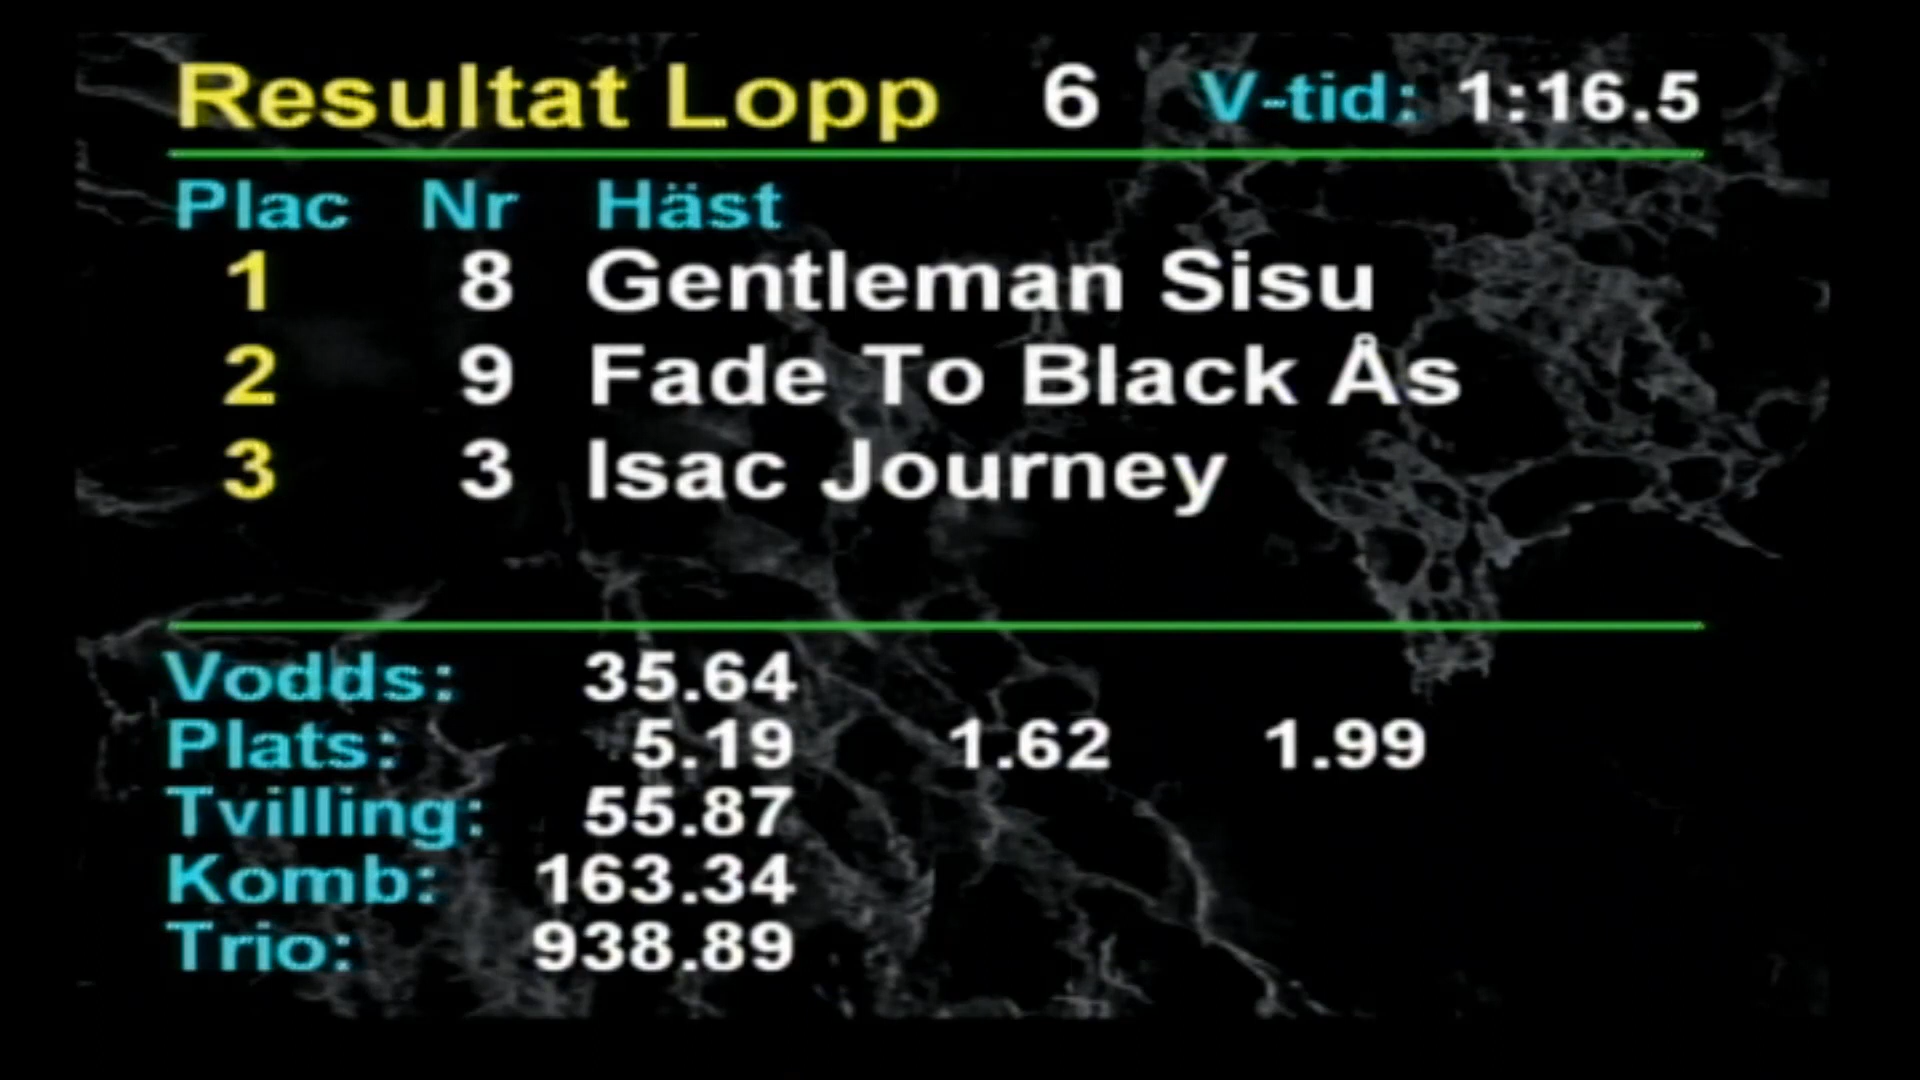 Resultat Lopp 6 V-tid: 1:16.5
Plac Nr Häst
1 8 Gentleman Sisu
2 9 Fade To Black Ås
3 3 Isac Journey
Vodds: 35.64
Plats: 5.19 1.62 1.99
Tvilling: 55.87
Komb: 163.34
Trio: 938.89